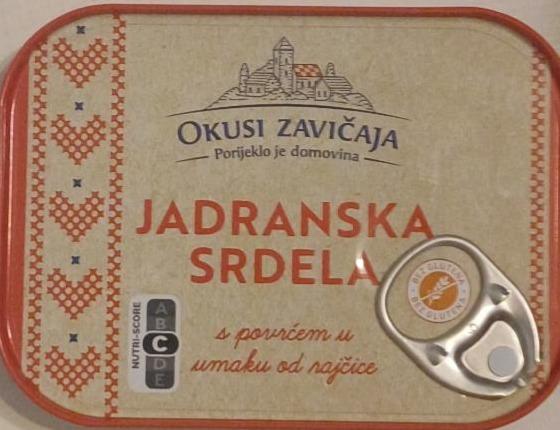 OKUSI ZAVIČAJA
Porijeklo je domovina
JADRANSKA
SRDELA
s povrćem u
umaku od rajčice
NUTRI-SCORE
A
B
C
D
E
BEZ GLUTENA
BEZ GLUTENA